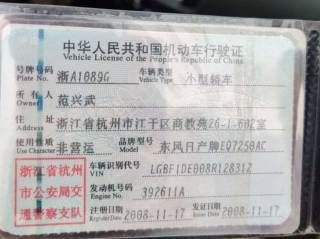 中华人民共和国机动车行驶证
Vehicle License of the People's Republic of China
号牌号码 浙A1089G 车辆类型 小型轿车
Plate No. Vehicle Type
所有人 范兴武
Owner
住址 浙江省杭州市江干区商教苑26-1-602室
Address
使用性质 非营运 品牌型号 东风日产牌EQ7250AC
Use Character Model
浙江省杭州市公安局交通警察支队
车辆识别代号 LGBF1DE008R12831Z
VIN
发动机号码 392611A
Engine No.
注册日期 2008-11-17 发证日期 2008-11-17
Register Date Issue Date